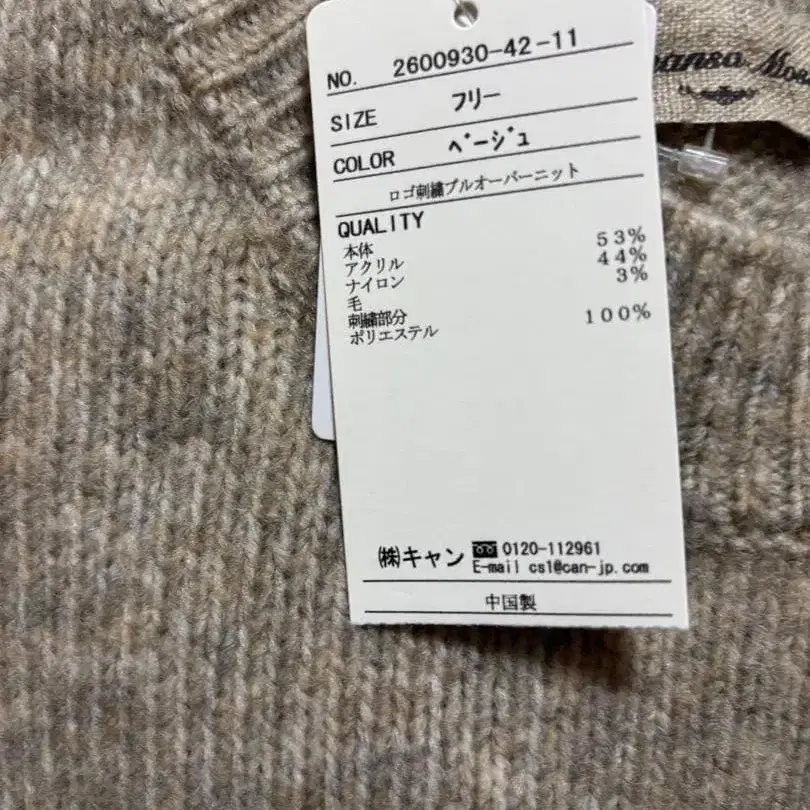 NO. 2600930-42-11
SIZE フリー
COLOR ベージュ
ロゴ刺繍プルオーバーニット
QUALITY
本体
アクリル 53%
ナイロン 44%
毛 3%
刺繍部分
ポリエステル 100%
㈱キャン 0120-112961
E-mail cs1@can-jp.com
中国製